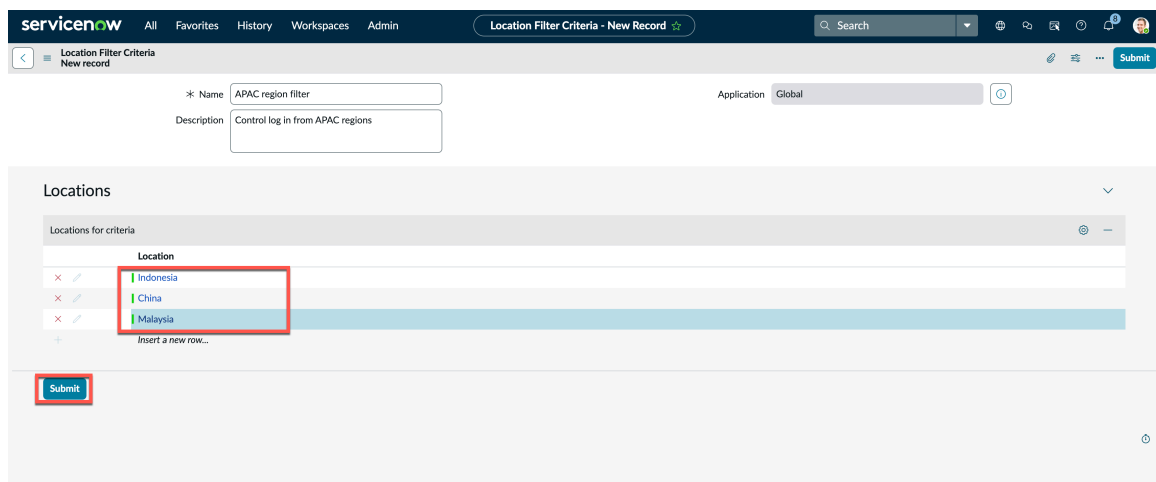 servicenow All Favorites History Workspaces Admin Location Filter Criteria - New Record Search 8
Location Filter Criteria
New record
Submit
Name APAC region filter Application Global
Description Control log in from APAC regions
Locations
Locations for criteria
Location
Indonesia
China
Malaysia
Insert a new row...
Submit